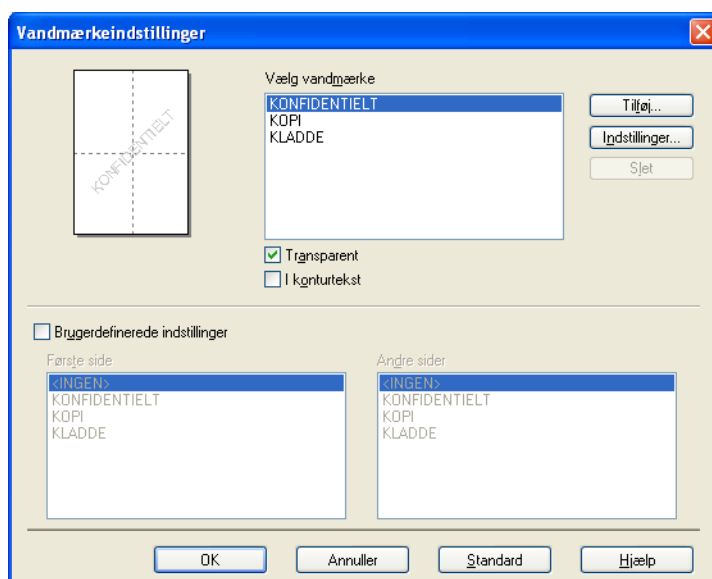 Vandmærkeindstillinger
KONFIDENTIELT
Vælg vandmærke
KONFIDENTIELT
KOPI
KLADDE
Tilføj...
Indstillinger...
Slet
Transparent
I konturtekst
Brugerdefinerede indstillinger
Første side
<INGEN>
KONFIDENTIELT
KOPI
KLADDE
Andre sider
<INGEN>
KONFIDENTIELT
KOPI
KLADDE
OK
Annuller
Standard
Hjælp